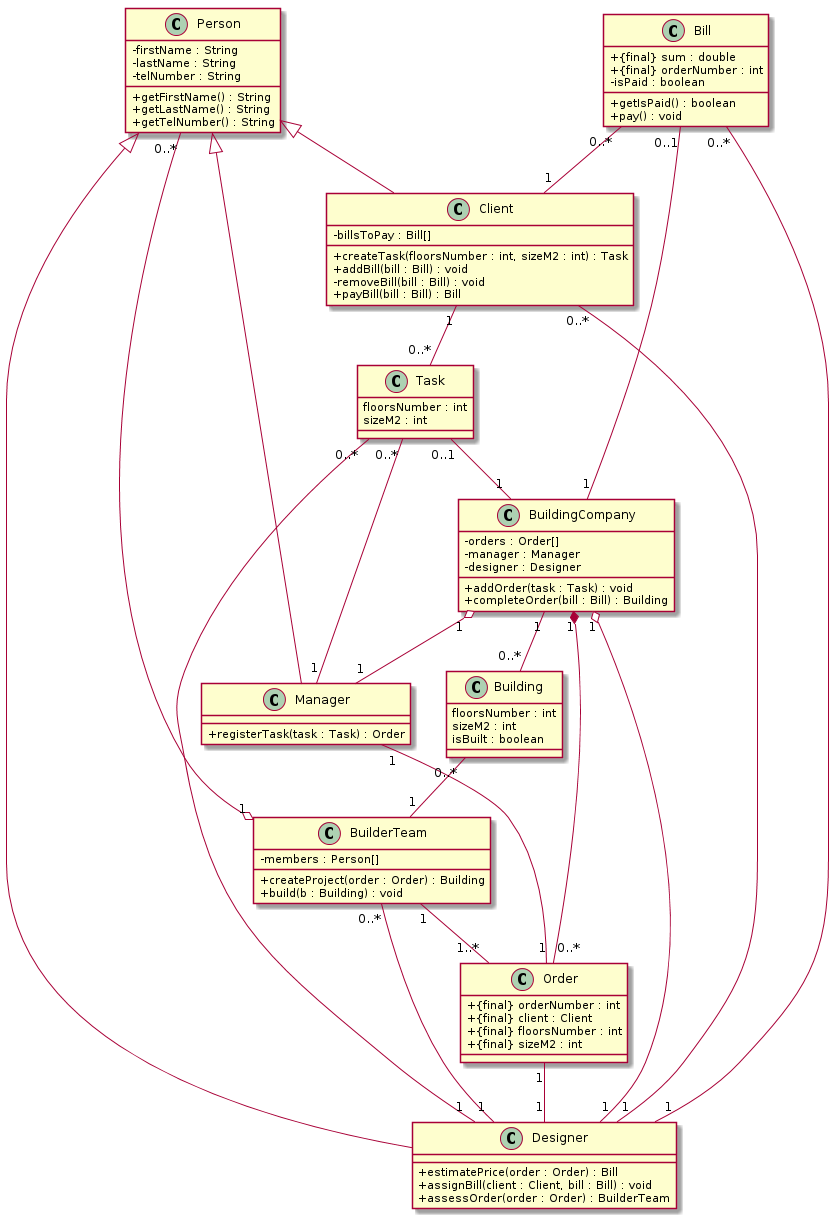 C Person
-firstName : String
-lastName : String
-telNumber : String
+getFirstName() : String
+getLastName() : String
+getTelNumber() : String
C Bill
+{final} sum : double
+{final} orderNumber : int
-isPaid : boolean
+getIsPaid() : boolean
+pay() : void
0..*
0..*
0..1
0..*
1
C Client
-billsToPay : Bill[]
+createTask(floorsNumber : int, sizeM2 : int) : Task
+addBill(bill : Bill) : void
-removeBill(bill : Bill) : void
+payBill(bill : Bill) : Bill
1
0..*
0..*
C Task
floorsNumber : int
sizeM2 : int
0..*
0..*
0..1
1
1
C BuildingCompany
-orders : Order[]
-manager : Manager
-designer : Designer
+addOrder(task : Task) : void
+completeOrder(bill : Bill) : Building
1
1
1
1
0..*
1
1
C Manager
+registerTask(task : Task) : Order
C Building
floorsNumber : int
sizeM2 : int
isBuilt : boolean
1
0..*
1
1
C BuilderTeam
-members : Person[]
+createProject(order : Order) : Building
+build(b : Building) : void
0..*
1
1..*
1
0..*
C Order
+{final} orderNumber : int
+{final} client : Client
+{final} floorsNumber : int
+{final} sizeM2 : int
1
1
1
1
1
1
1
C Designer
+estimatePrice(order : Order) : Bill
+assignBill(client : Client, bill : Bill) : void
+assessOrder(order : Order) : BuilderTeam